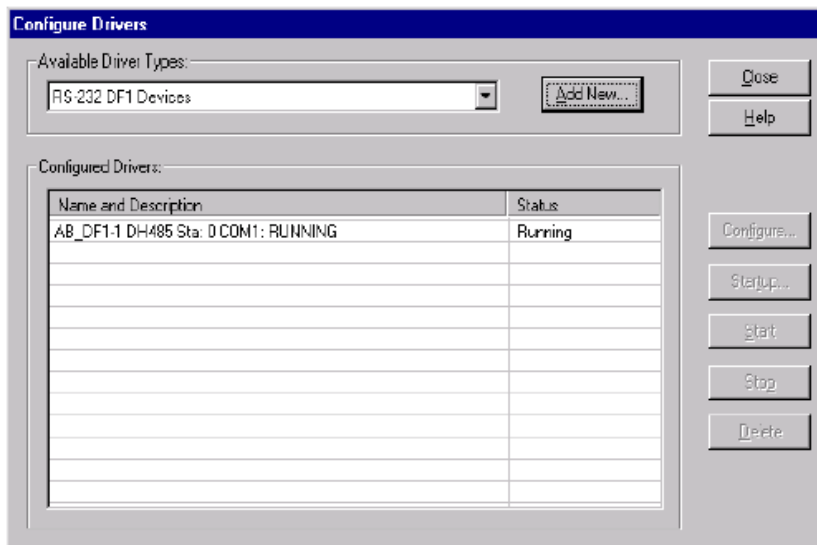 Configure Drivers
Available Driver Types:
RS-232 DF1 Devices
Add New...
Close
Help
Configured Drivers:
Name and Description
Status
AB_DF1-1 DH485 Sta: 0 COM1: RUNNING
Running
Configure...
Startup...
Start
Stop
Delete